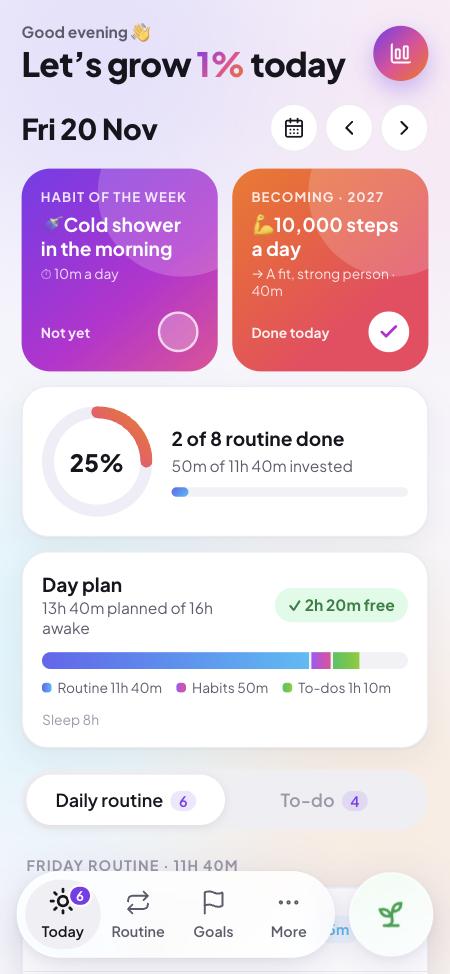 Good evening 👋
Let’s grow 1% today
Fri 20 Nov
HABIT OF THE WEEK
🚿Cold shower
in the morning
⏱ 10m a day
Not yet
BECOMING · 2027
💪10,000 steps
a day
→ A fit, strong person ·
40m
Done today
25%
2 of 8 routine done
50m of 11h 40m invested
Day plan
13h 40m planned of 16h
awake
✓ 2h 20m free
Routine 11h 40m
Habits 50m
To-dos 1h 10m
Sleep 8h
Daily routine 6
To-do 4
FRIDAY ROUTINE · 11H 40M
6
Today
Routine
Goals
More